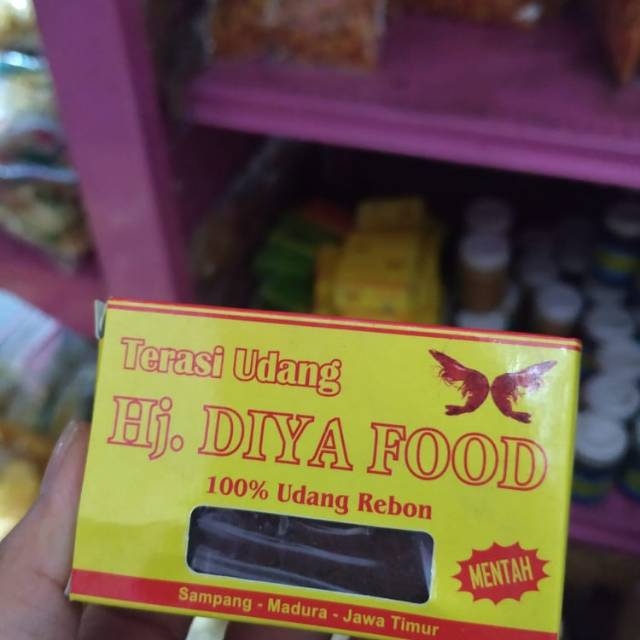 Terasi Udang
Hj. DIYA FOOD
100% Udang Rebon
MENTAH
Sampang - Madura - Jawa Timur